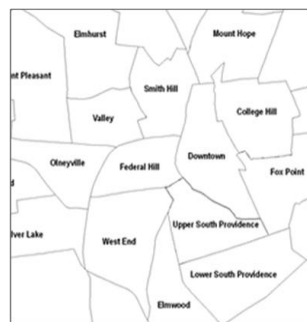 Elmhurst
Mount Hope
nt Pleasant
Smith Hill
College Hill
Valley
Olneyville
Federal Hill
Downtown
Fox Point
d
Upper South Providence
lver Lake
West End
Lower South Providence
Elmwood